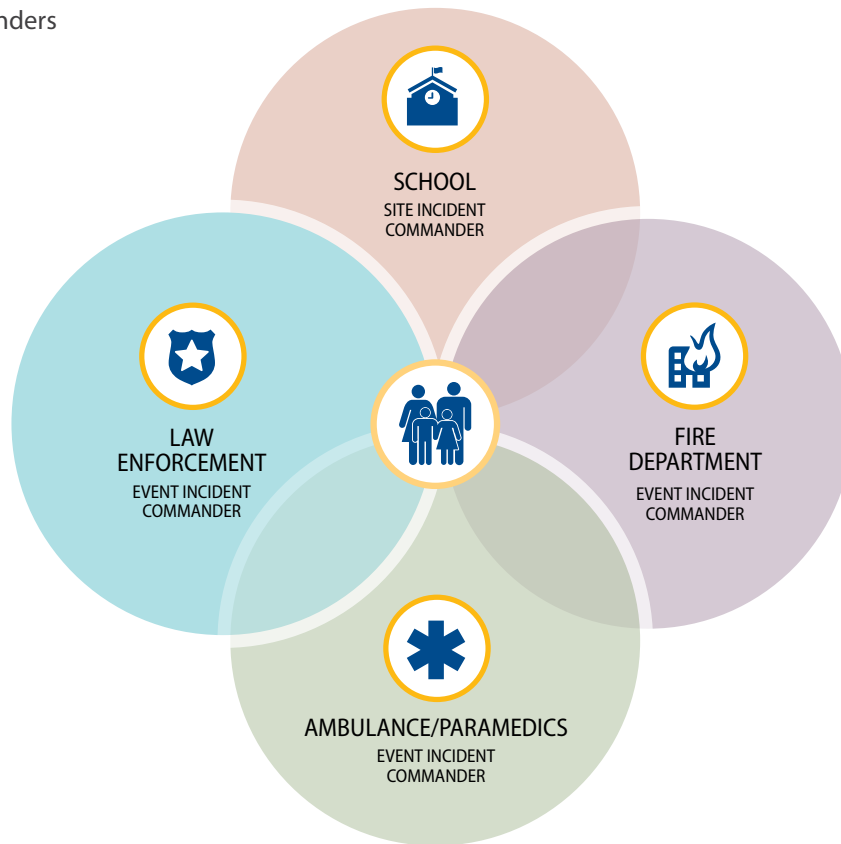 SCHOOL
SITE INCIDENT
COMMANDER
LAW
ENFORCEMENT
EVENT INCIDENT
COMMANDER
FIRE
DEPARTMENT
EVENT INCIDENT
COMMANDER
AMBULANCE/PARAMEDICS
EVENT INCIDENT
COMMANDER